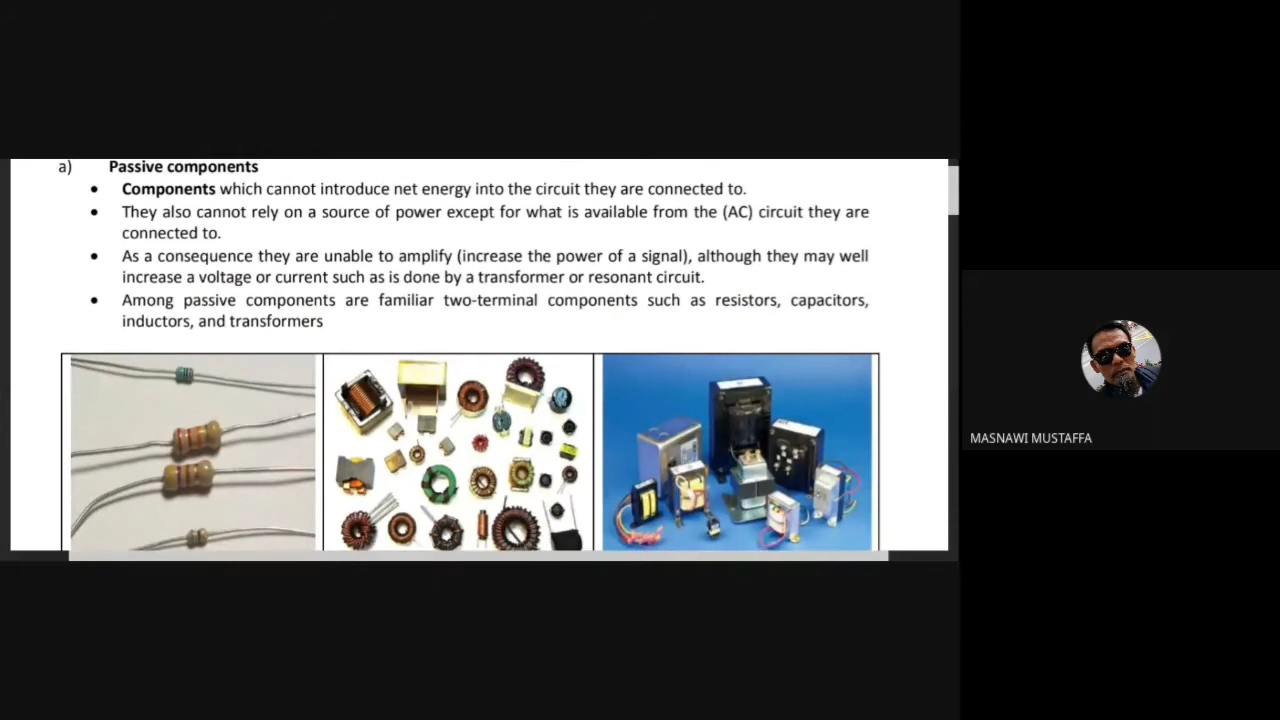 a) Passive components
• Components which cannot introduce net energy into the circuit they are connected to.
• They also cannot rely on a source of power except for what is available from the (AC) circuit they are
connected to.
• As a consequence they are unable to amplify (increase the power of a signal), although they may well
increase a voltage or current such as is done by a transformer or resonant circuit.
• Among passive components are familiar two-terminal components such as resistors, capacitors,
inductors, and transformers
MASNAWI MUSTAFFA